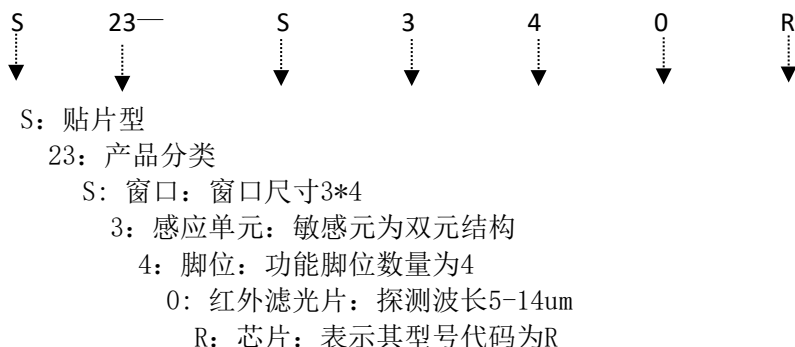 S 23— S 3 4 0 R
S: 贴片型
23: 产品分类
S: 窗口: 窗口尺寸3*4
3: 感应单元: 敏感元为双元结构
4: 脚位: 功能脚位数量为4
0: 红外滤光片: 探测波长5-14um
R: 芯片: 表示其型号代码为R